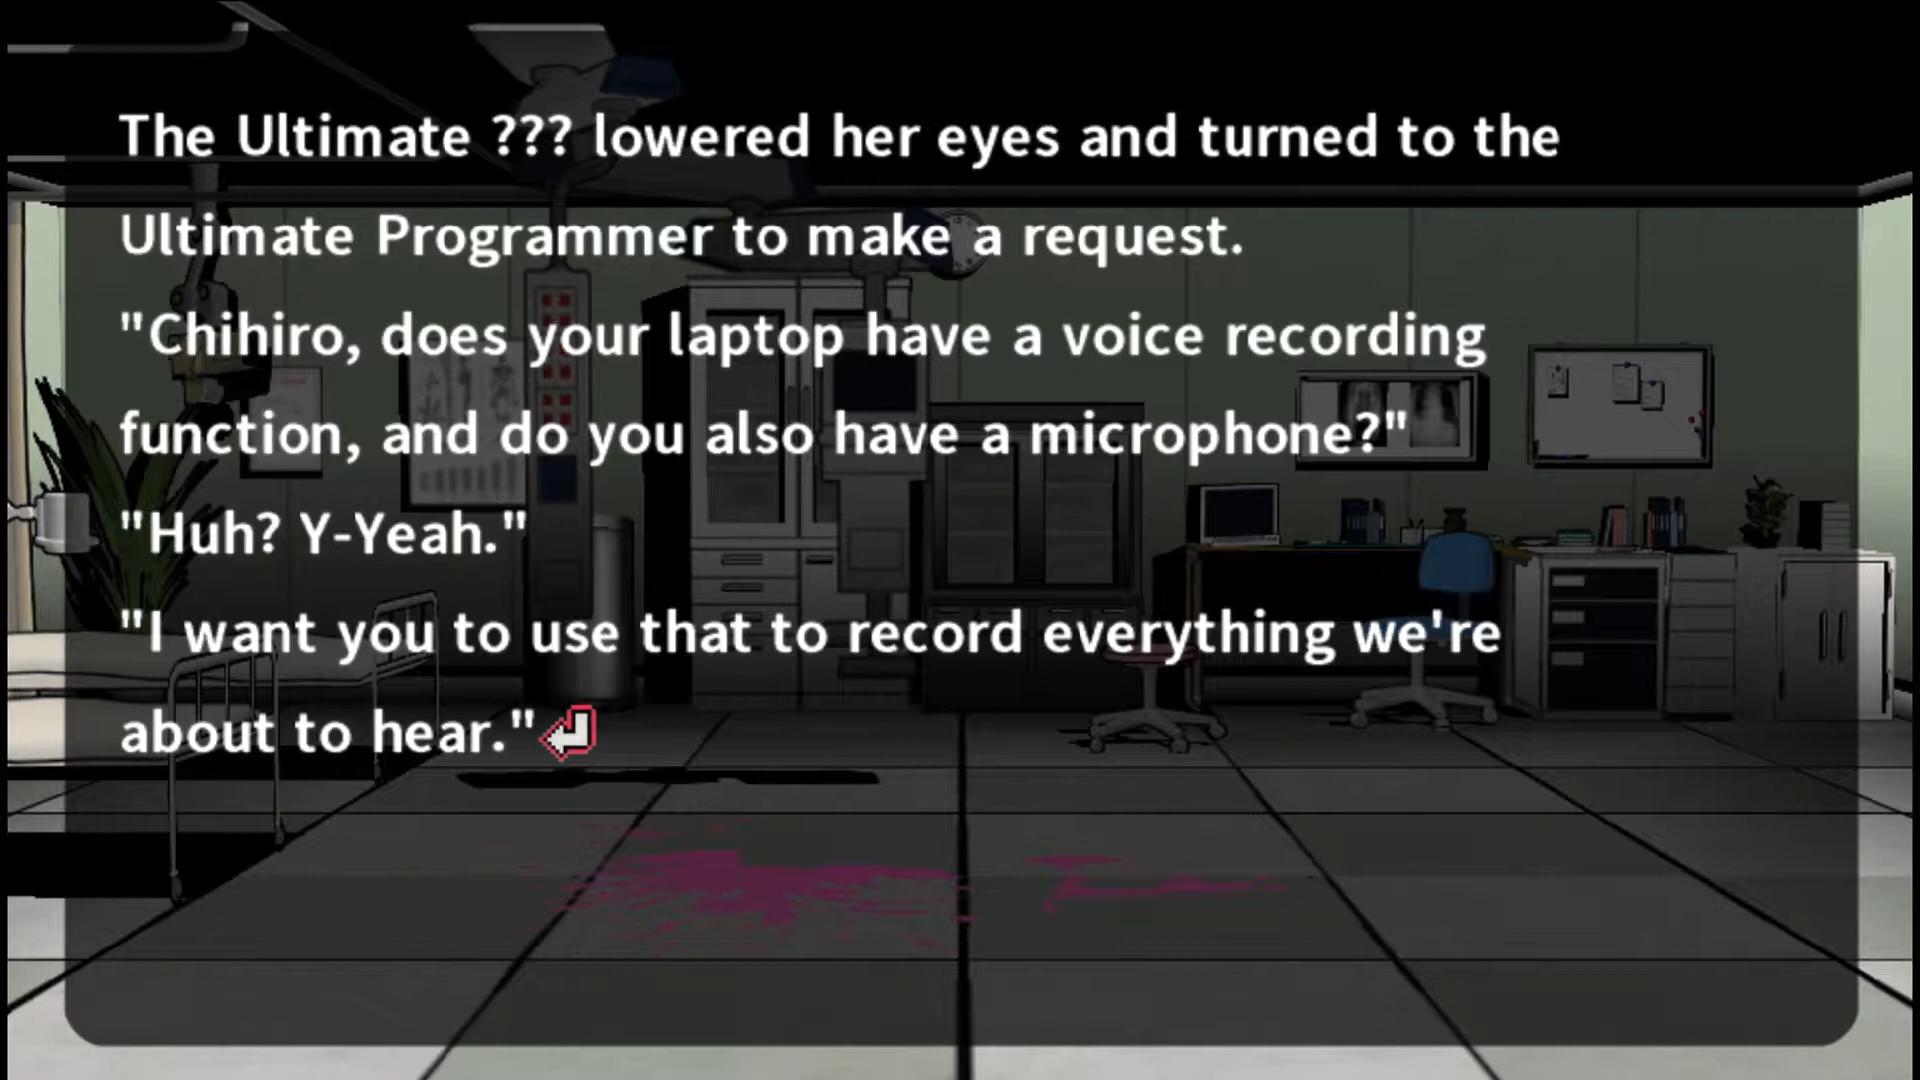 The Ultimate ??? lowered her eyes and turned to the
Ultimate Programmer to make a request.
"Chihiro, does your laptop have a voice recording
function, and do you also have a microphone?"
"Huh? Y-Yeah."
"I want you to use that to record everything we're
about to hear."